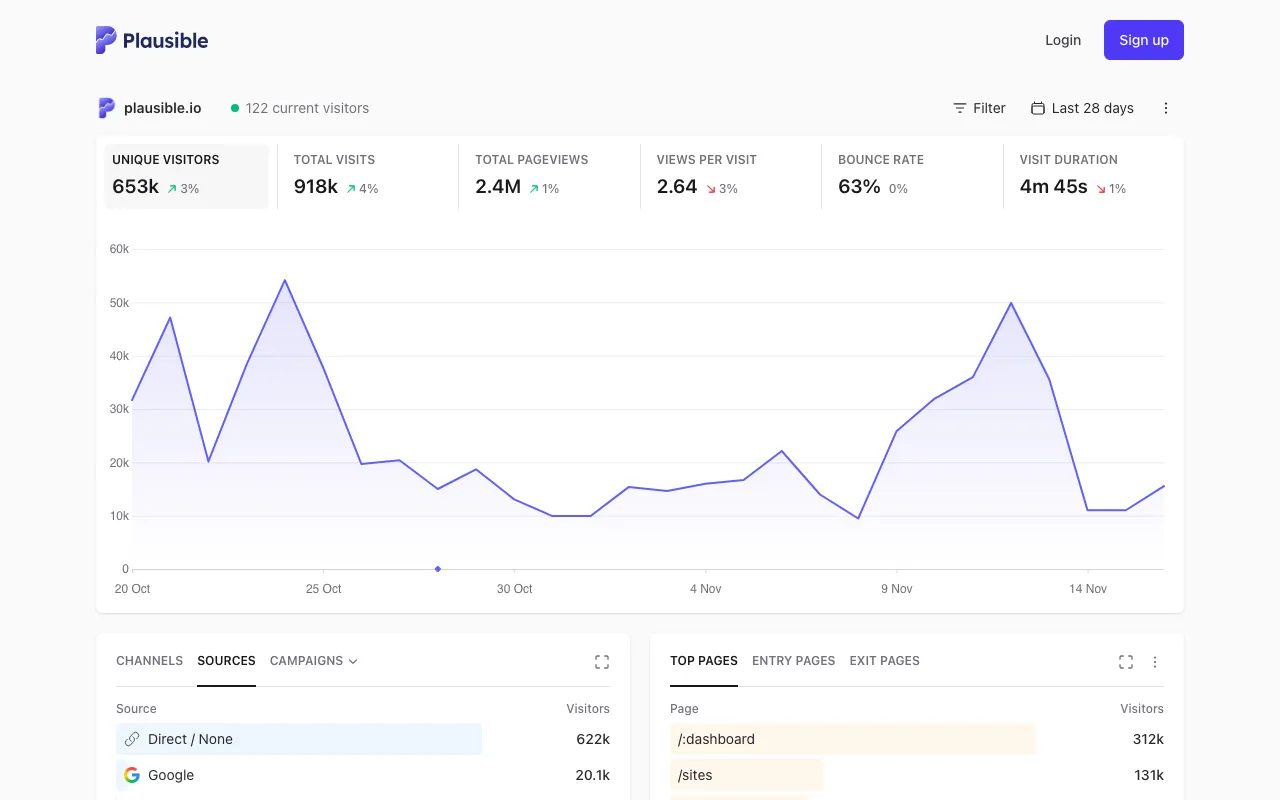 Plausible
Login
Sign up
plausible.io
122 current visitors
Filter
Last 28 days
UNIQUE VISITORS
653k 3%
TOTAL VISITS
918k 4%
TOTAL PAGEVIEWS
2.4M 1%
VIEWS PER VISIT
2.64 3%
BOUNCE RATE
63% 0%
VISIT DURATION
4m 45s 1%
60k
50k
40k
30k
20k
10k
0
20 Oct 25 Oct 30 Oct 4 Nov 9 Nov 14 Nov
CHANNELS SOURCES CAMPAIGNS
Source Visitors
Direct / None 622k
Google 20.1k
TOP PAGES ENTRY PAGES EXIT PAGES
Page Visitors
/:dashboard 312k
/sites 131k